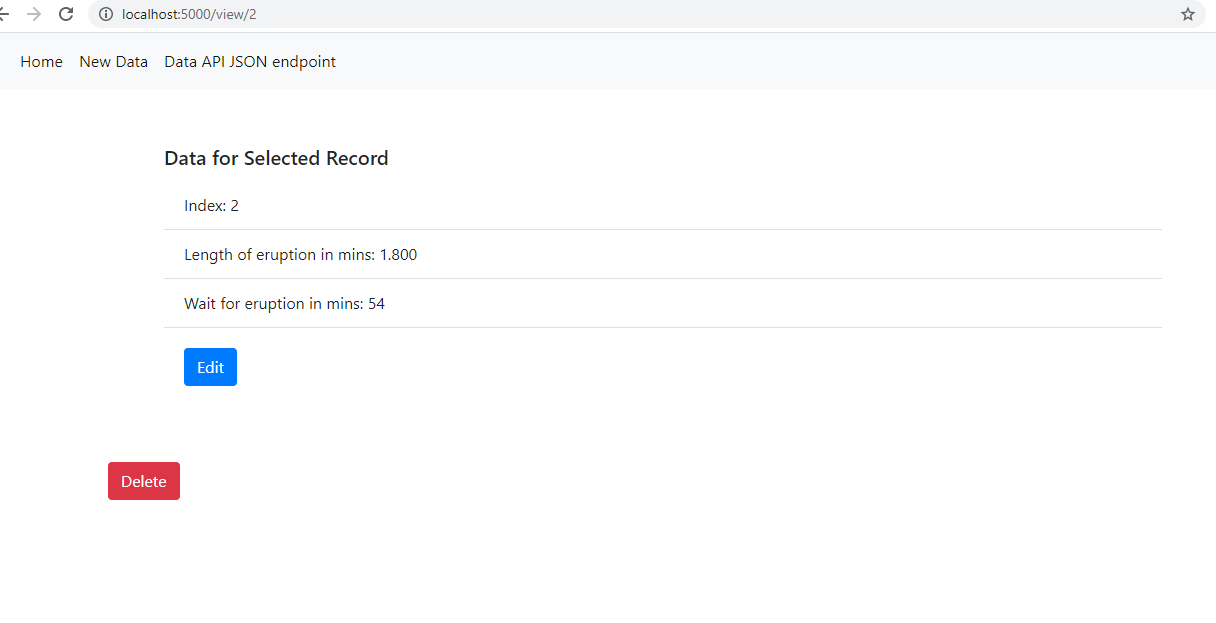 localhost:5000/view/2
Home New Data Data API JSON endpoint
Data for Selected Record
Index: 2
Length of eruption in mins: 1.800
Wait for eruption in mins: 54
Edit
Delete